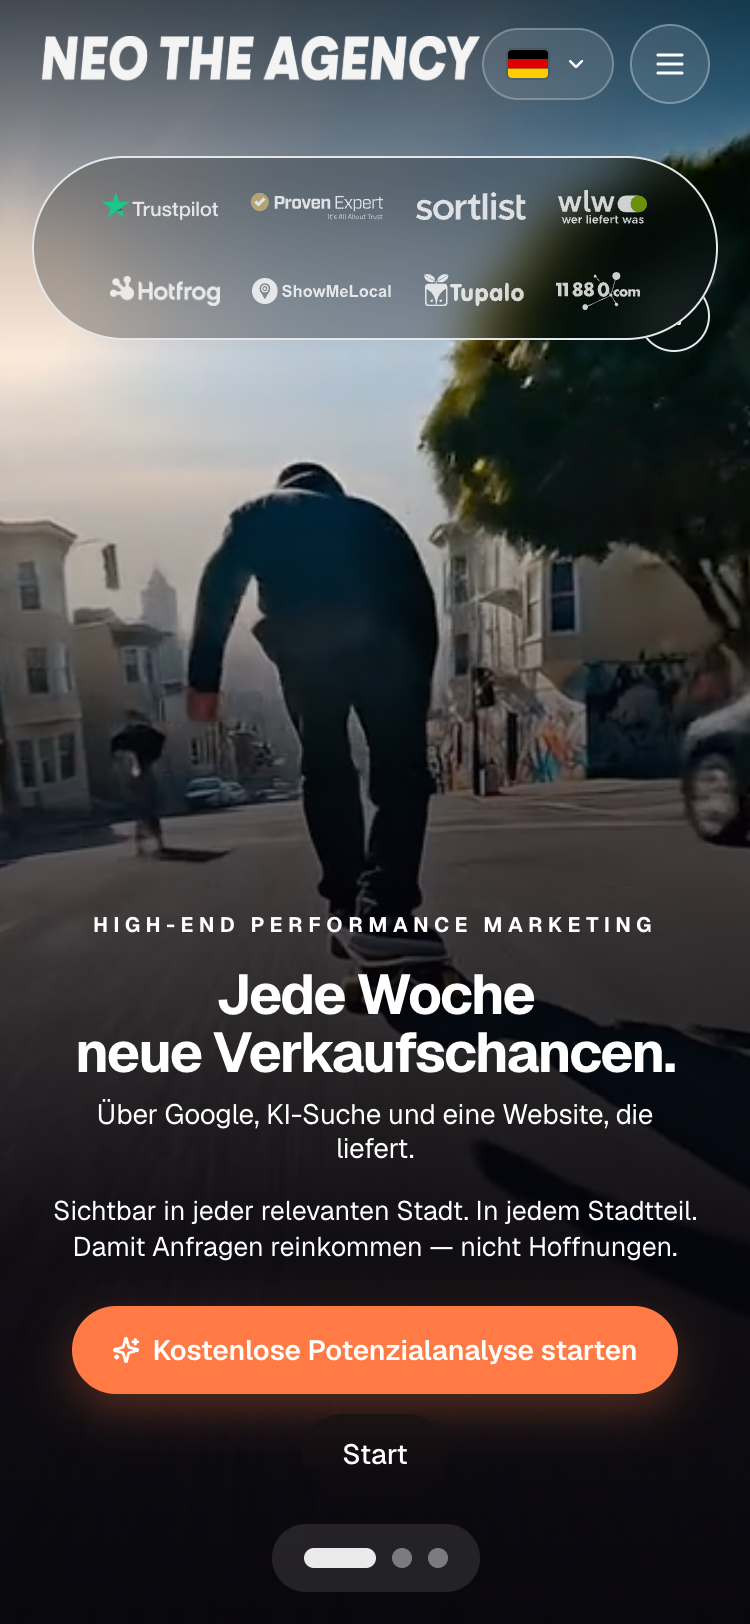 NEO THE AGENCY
Trustpilot
Proven Expert
It's All About Trust
sortlist
wlw
wer liefert was
Hotfrog
ShowMeLocal
Tupalo
11880.com
HIGH-END PERFORMANCE MARKETING
Jede Woche
neue Verkaufschancen.
Über Google, KI-Suche und eine Website, die
liefert.
Sichtbar in jeder relevanten Stadt. In jedem Stadtteil.
Damit Anfragen reinkommen — nicht Hoffnungen.
Kostenlose Potenzialanalyse starten
Start